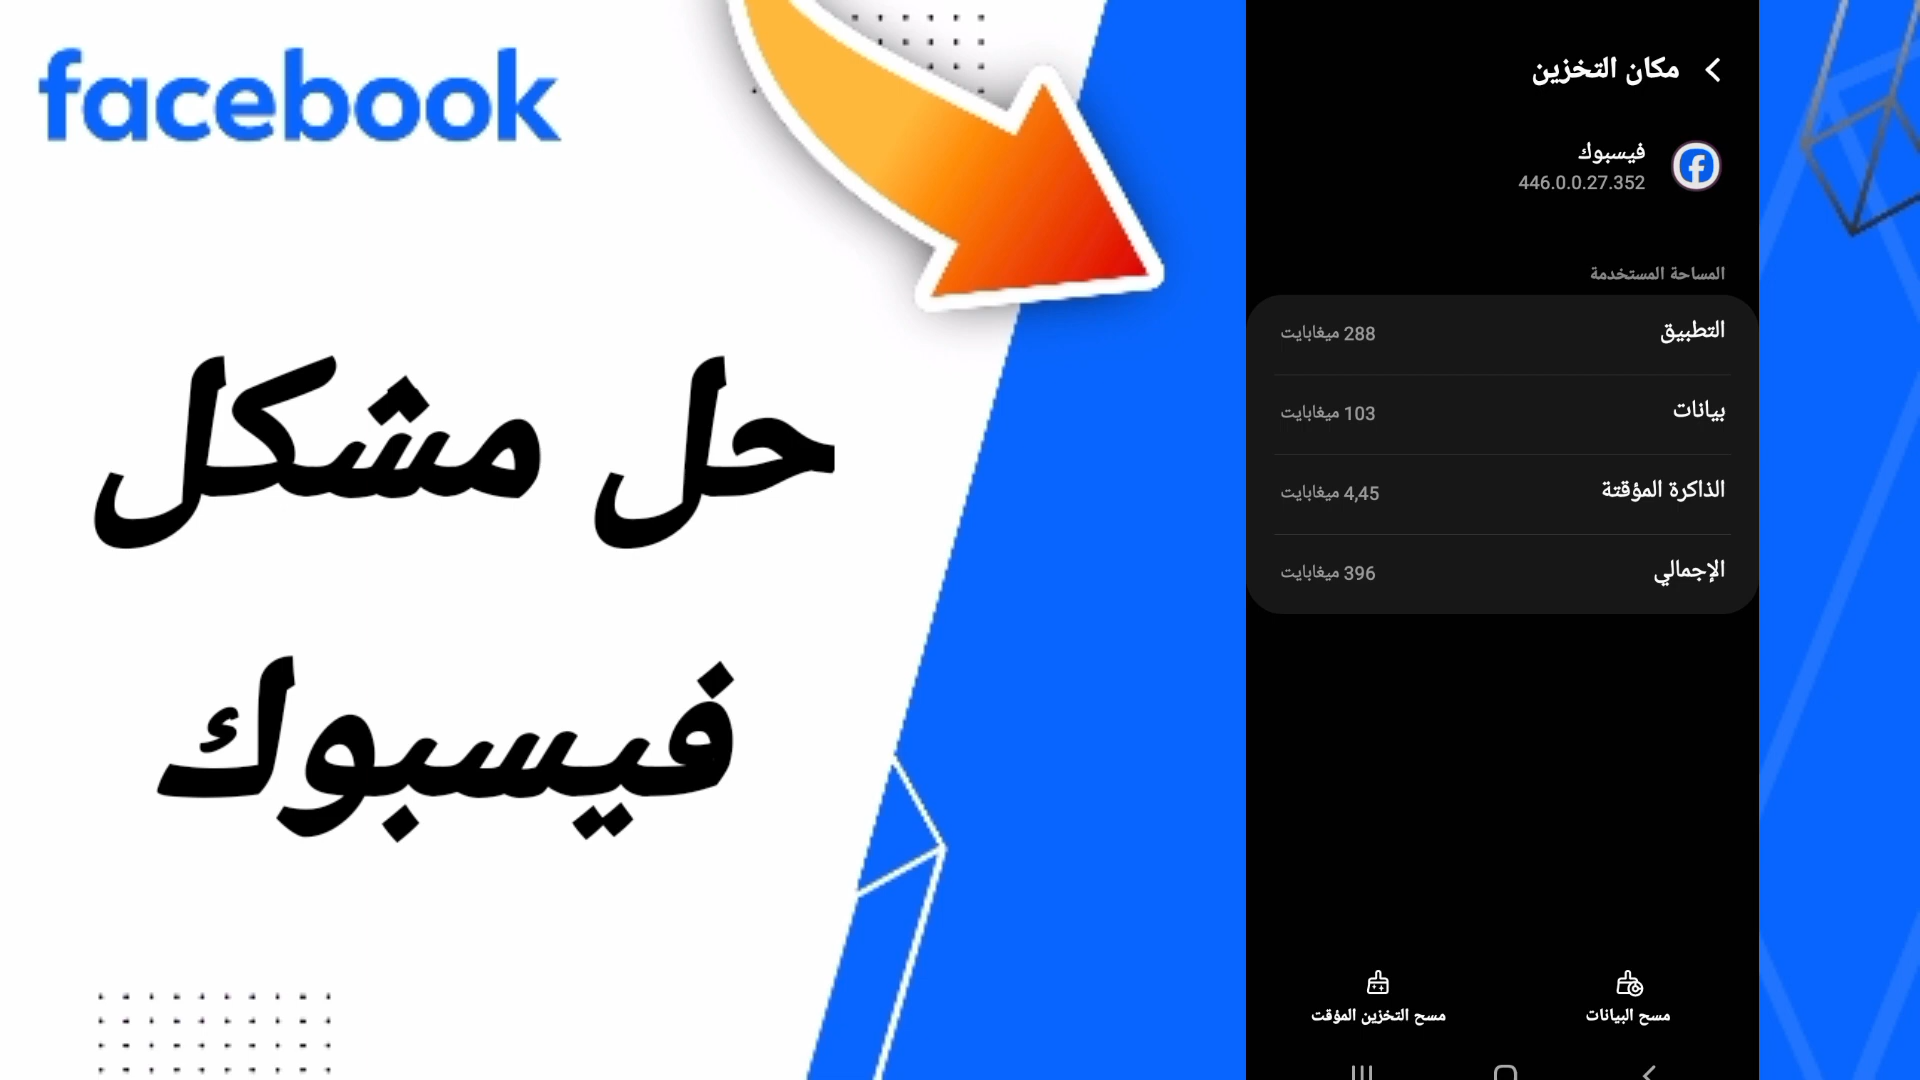 facebook
حل مشكل
فيسبوك
مكان التخزين
فيسبوك
446.0.0.27.352
المساحة المستخدمة
التطبيق
288 ميغابايت
بيانات
103 ميغابايت
الذاكرة المؤقتة
4,45 ميغابايت
الإجمالي
396 ميغابايت
مسح البيانات
مسح التخزين المؤقت